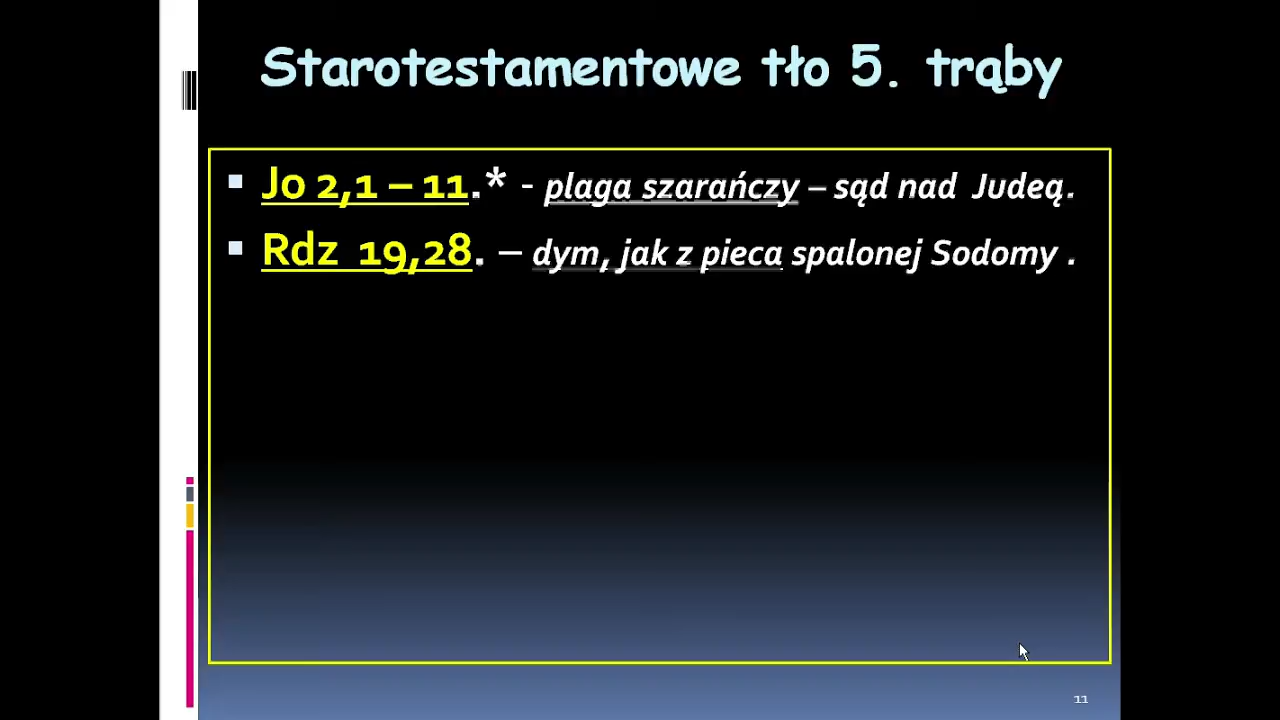 Starotestamentowe tło 5. trąby
Jo 2,1 – 11.* - plaga szarańczy – sąd nad Judeą.
Rdz 19,28. – dym, jak z pieca spalonej Sodomy .
11